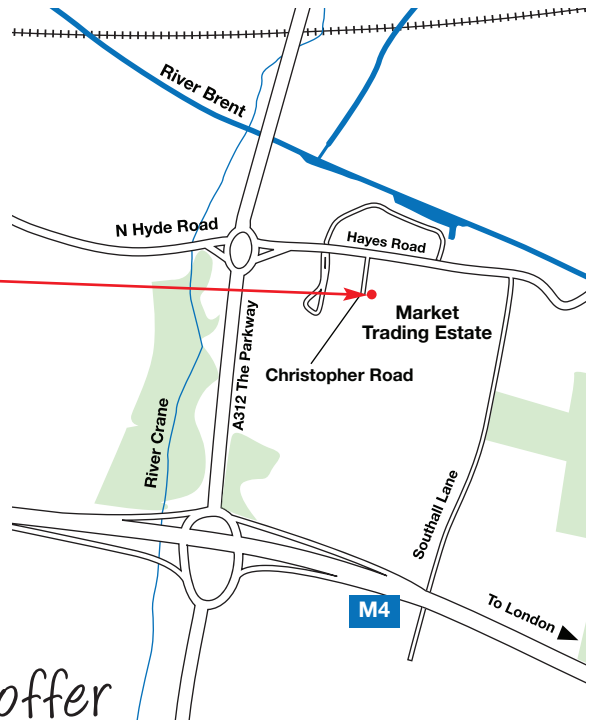 River Brent
N Hyde Road
Hayes Road
Market
Trading Estate
Christopher Road
A312 The Parkway
River Crane
Southall Lane
M4
To London
offer